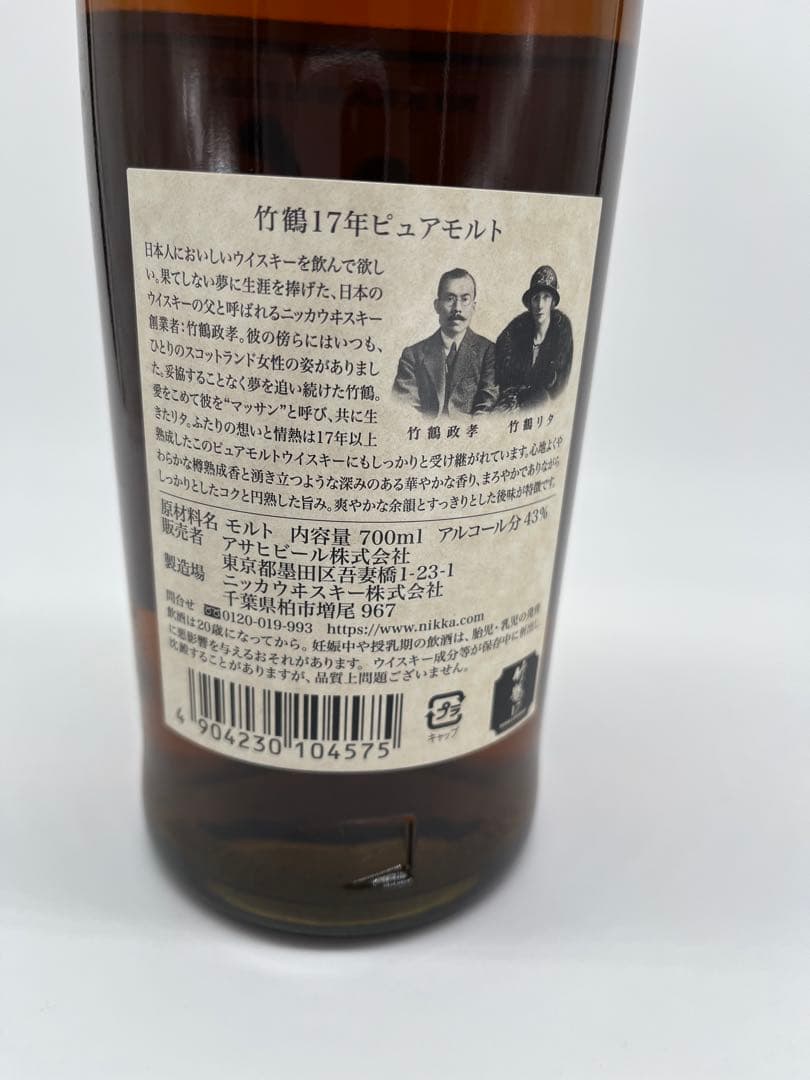 竹鶴17年ピュアモルト
日本人においしいウイスキーを飲んで欲し
い。果てしない夢に生涯を捧げた、日本の
ウイスキーの父と呼ばれるニッカウヰスキー
創業者:竹鶴政孝。彼の傍らにはいつも、
ひとりのスコットランド女性の姿がありまし
た。妥協することなく夢を追い続けた竹鶴。
愛をこめて彼を“マッサン”と呼び、共に生
きたリタ。ふたりの想いと情熱は17年以上
熟成したこのピュアモルトウイスキーにもしっかりと受け継がれています。心地よくや
わらかな樽熟成香と湧き立つような深みのある華やかな香り、まろやかでありながら
しっかりとしたコクと円熟した旨み。爽やかな余韻とすっきりとした後味が特徴です。
竹鶴政孝 竹鶴リタ
原材料名 モルト 内容量 700ml アルコール分 43%
販売者 アサヒビール株式会社
東京都墨田区吾妻橋1-23-1
製造場 ニッカウヰスキー株式会社
千葉県柏市増尾 967
問合せ 0120-019-993 https://www.nikka.com
飲酒は20歳になってから。妊娠中や授乳期の飲酒は、胎児・乳児の発育
に悪影響を与えるおそれがあります。ウイスキー成分等が保存中に析出し、
沈殿することがありますが、品質上問題ございません。
4 904230 104575
プラ
キャップ
竹鶴
17